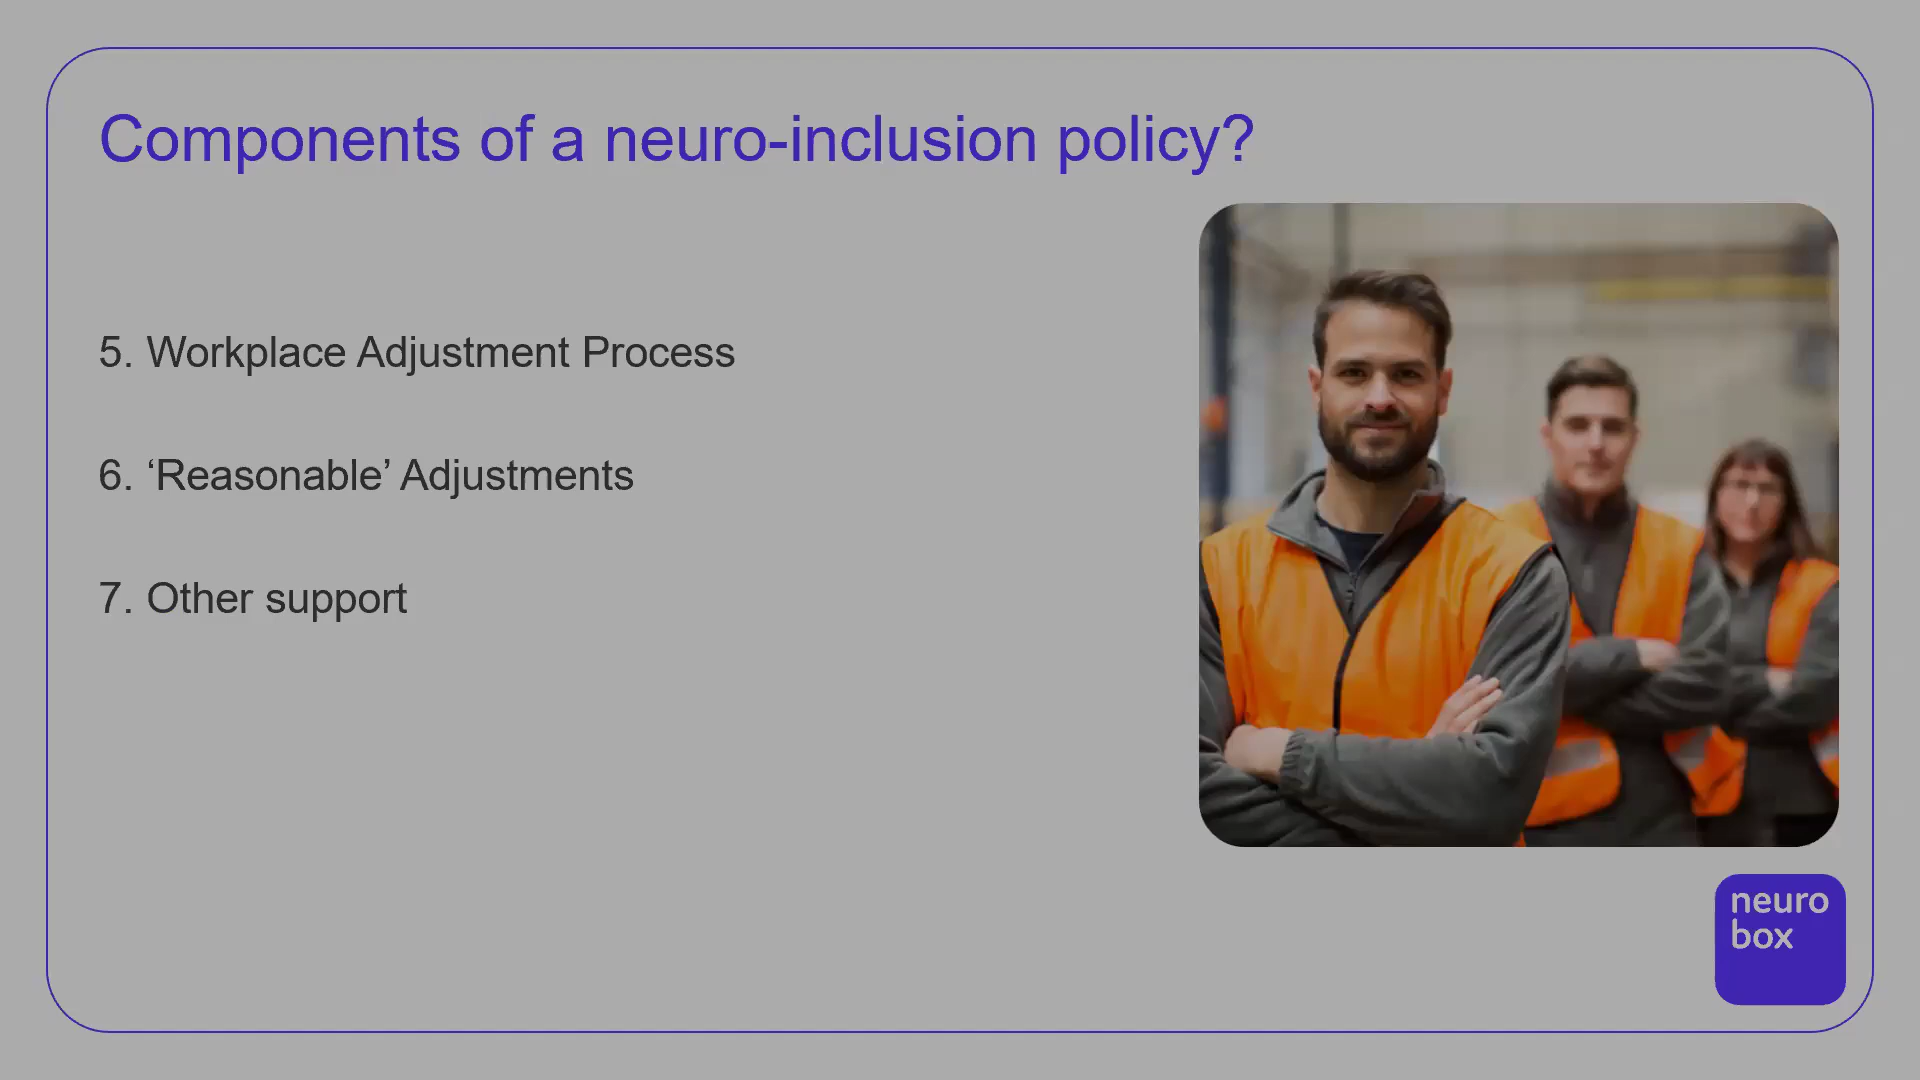 Components of a neuro-inclusion policy?
5. Workplace Adjustment Process
6. ‘Reasonable’ Adjustments
7. Other support
neuro
box